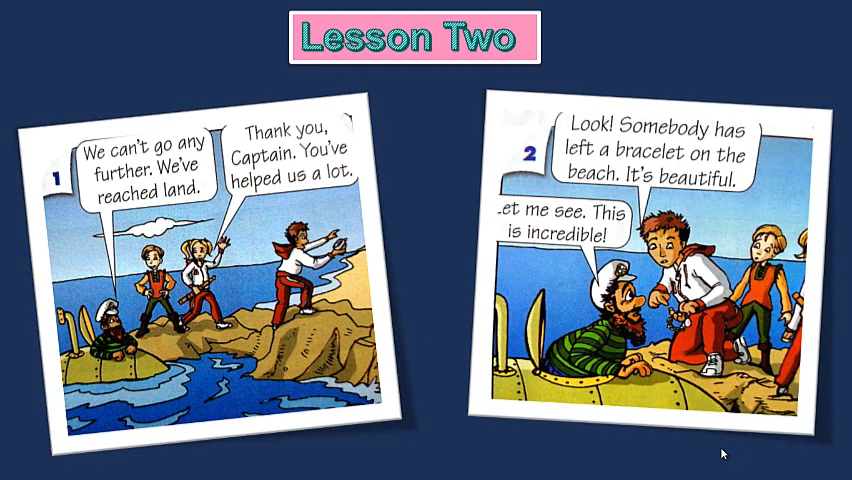 Lesson Two
1
We can't go any
further. We've
reached land.
Thank you,
Captain. You've
helped us a lot.
2
Look! Somebody has
left a bracelet on the
beach. It's beautiful.
Let me see. This
is incredible!